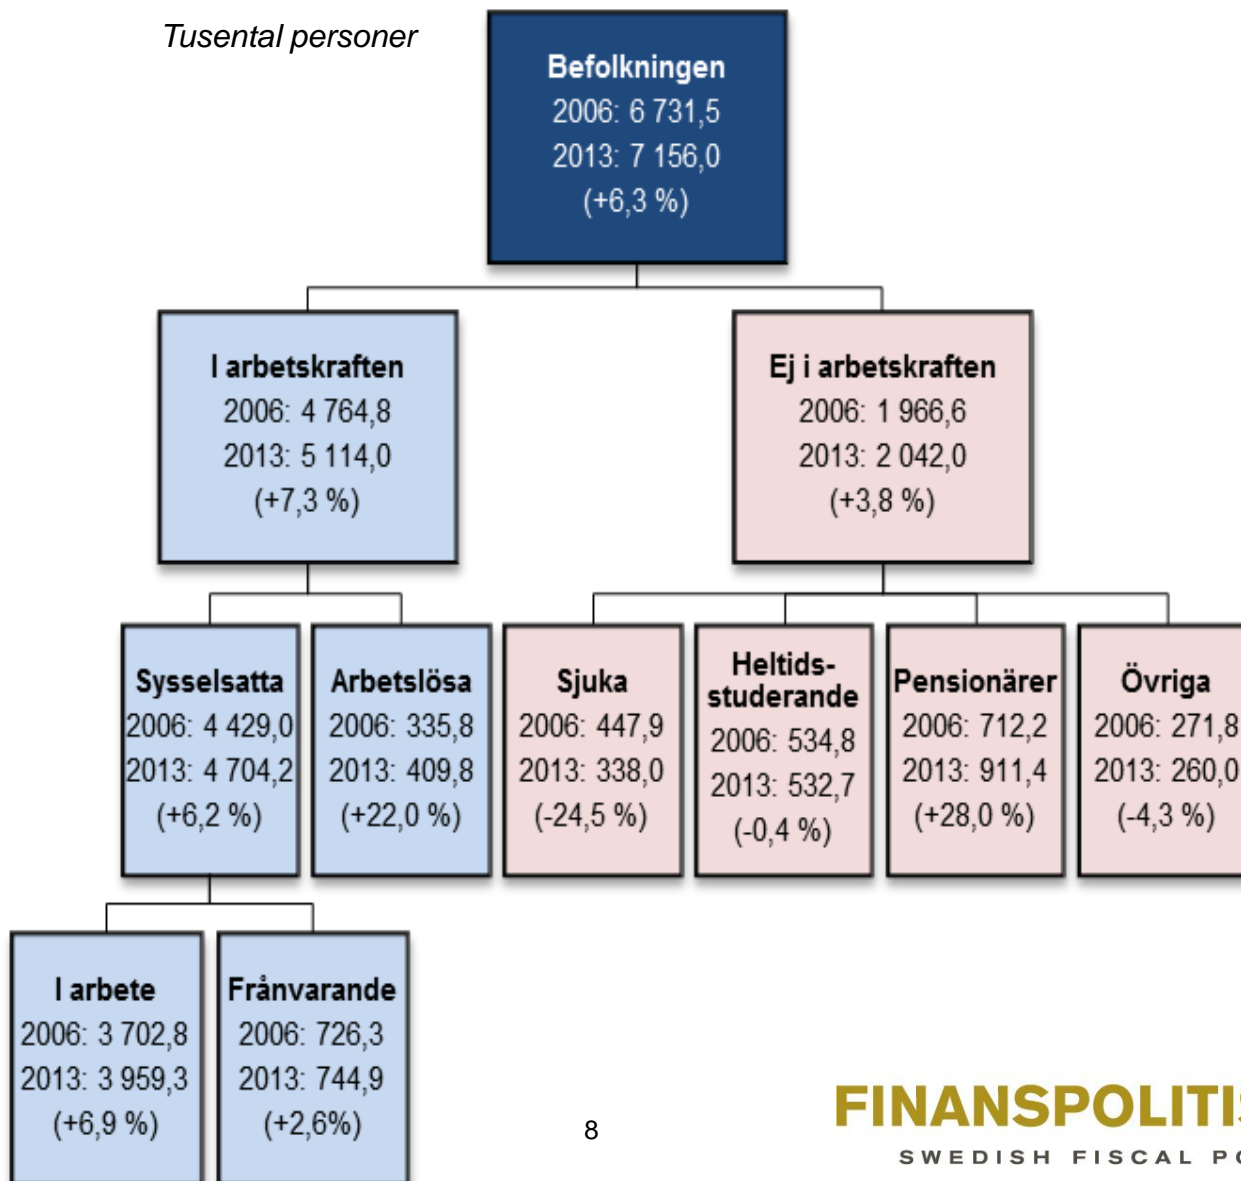 Tusental personer
Befolkningen
2006: 6 731,5
2013: 7 156,0
(+6,3 %)
I arbetskraften
2006: 4 764,8
2013: 5 114,0
(+7,3 %)
Ej i arbetskraften
2006: 1 966,6
2013: 2 042,0
(+3,8 %)
Sysselsatta
2006: 4 429,0
2013: 4 704,2
(+6,2 %)
Arbetslösa
2006: 335,8
2013: 409,8
(+22,0 %)
Sjuka
2006: 447,9
2013: 338,0
(-24,5 %)
Heltids-
studerande
2006: 534,8
2013: 532,7
(-0,4 %)
Pensionärer
2006: 712,2
2013: 911,4
(+28,0 %)
Övriga
2006: 271,8
2013: 260,0
(-4,3 %)
I arbete
2006: 3 702,8
2013: 3 959,3
(+6,9 %)
Frånvarande
2006: 726,3
2013: 744,9
(+2,6%)
8
FINANSPOLITIS
SWEDISH FISCAL PO